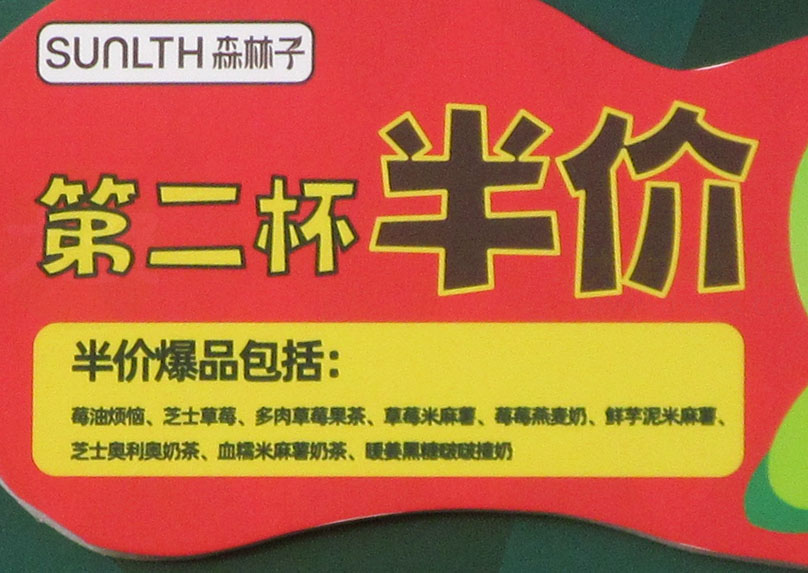 SUNLTH 森林子
第二杯半价
半价爆品包括:
莓油烦恼、芝士草莓、多肉草莓果茶、草莓米麻薯、莓莓燕麦奶、鲜芋泥米麻薯、
芝士奥利奥奶茶、血糯米麻薯奶茶、暖姜黑糖啵啵撞奶